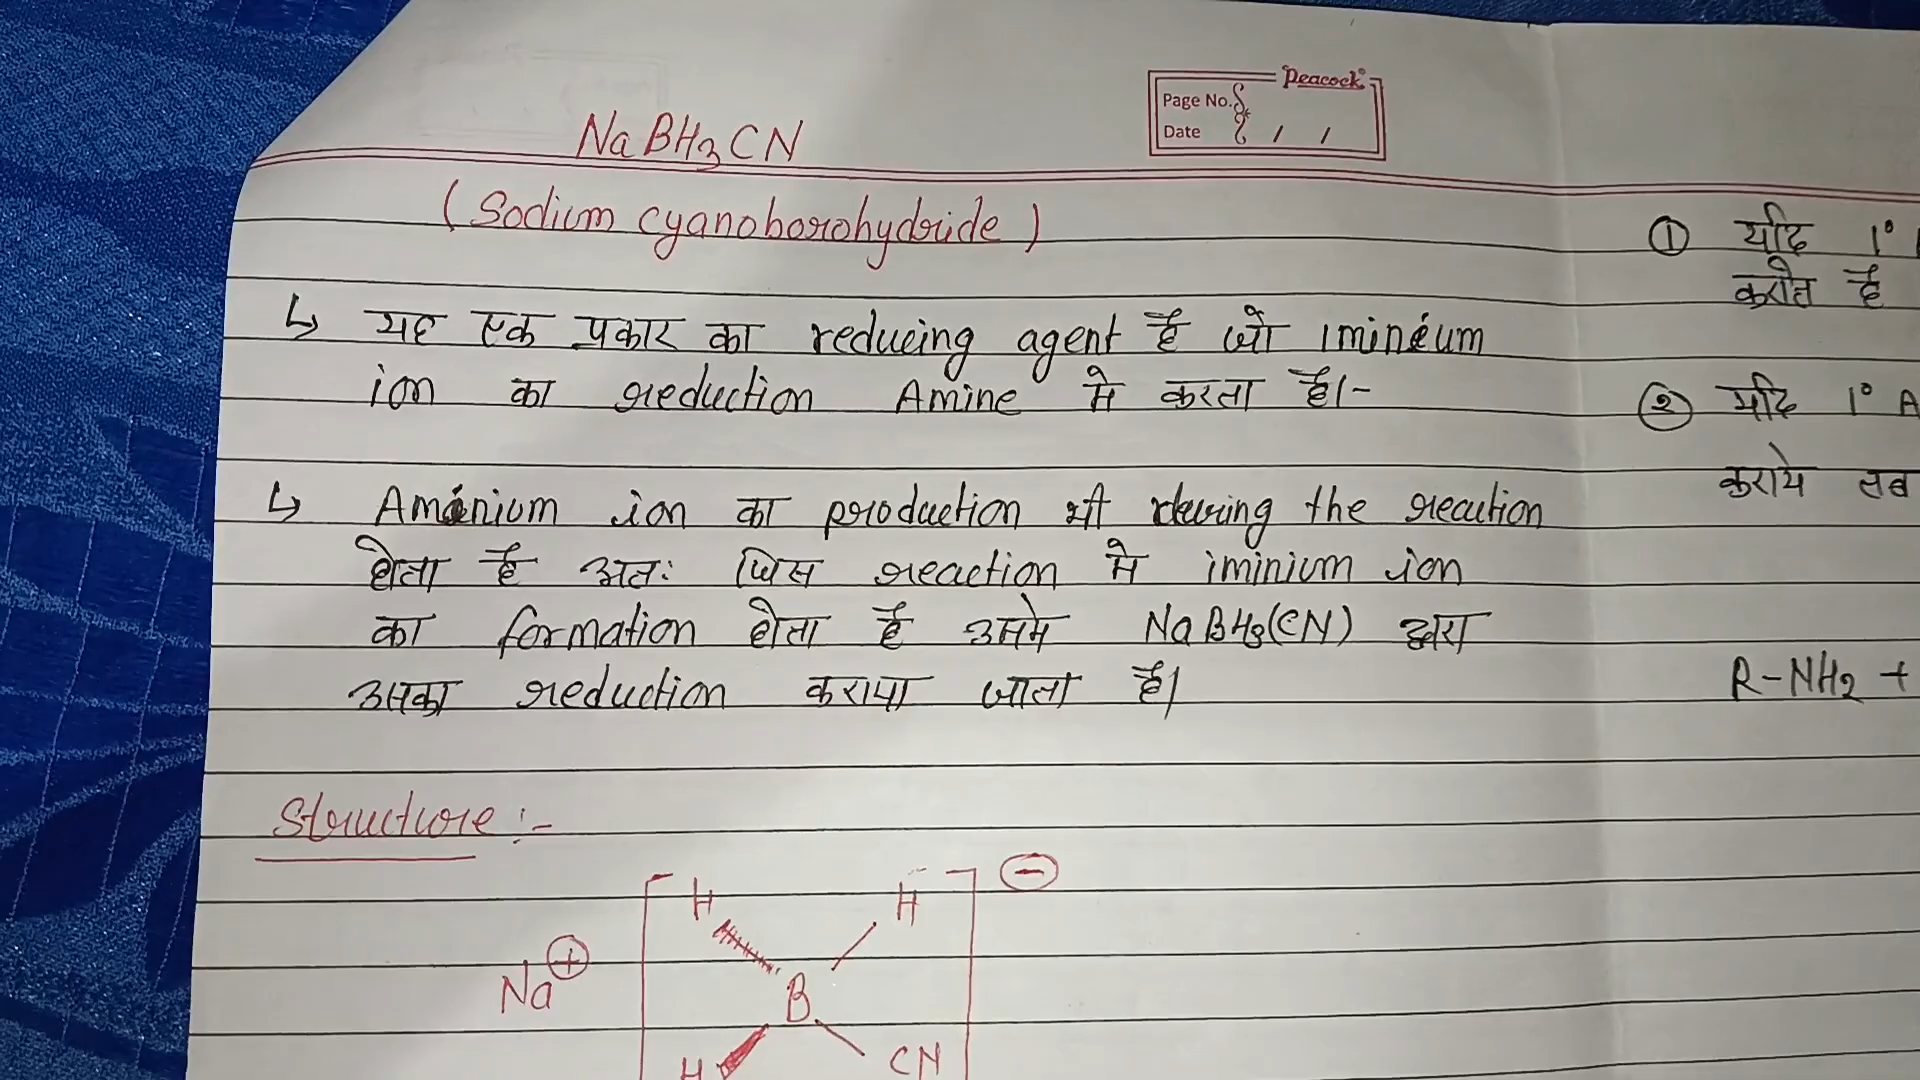 Peacock
Page No.
Date / /
NaBH3CN
(Sodium cyanoborohydride)
↳ यह एक प्रकार का reducing agent है जो iminium
ion का reduction Amine मे करता है।-
↳ Aminium ion का production भी during the reaction
होता है अतः जिस reaction मे iminium ion
का formation होता है उसमे NaBH3(CN) द्वारा
उसका reduction कराया जाता है।
Structure :-
Na⊕
H H ⊖
B
H CN
① यदि 1°
है
② यदि 1° A
कराये तब
R-NH2 +